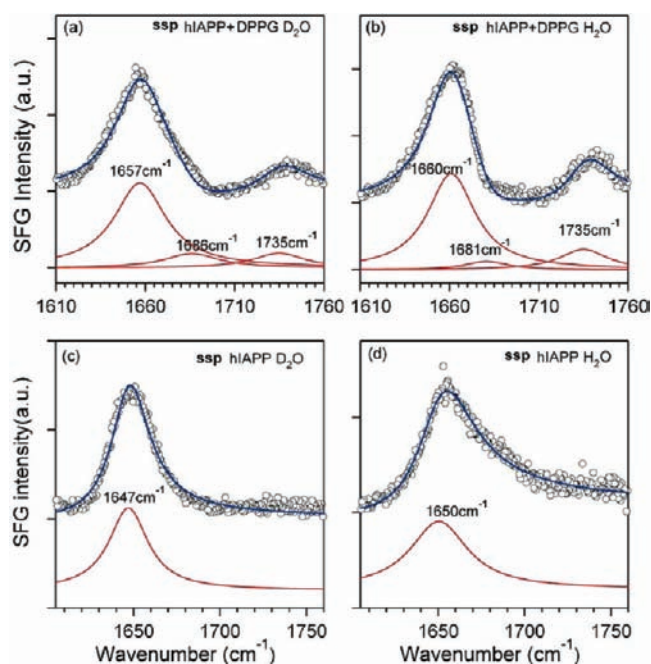 (a) ssp hIAPP+DPPG D₂O
SFG Intensity (a.u.)
1657cm⁻¹
1686cm⁻¹
1735cm⁻¹
1610 1660 1710 1760
(b) ssp hIAPP+DPPG H₂O
1660cm⁻¹
1681cm⁻¹
1735cm⁻¹
1610 1660 1710 1760
(c) ssp hIAPP D₂O
SFG intensity(a.u.)
1647cm⁻¹
1650 1700 1750
Wavenumber (cm⁻¹)
(d) ssp hIAPP H₂O
1650cm⁻¹
1650 1700 1750
Wavenumber (cm⁻¹)